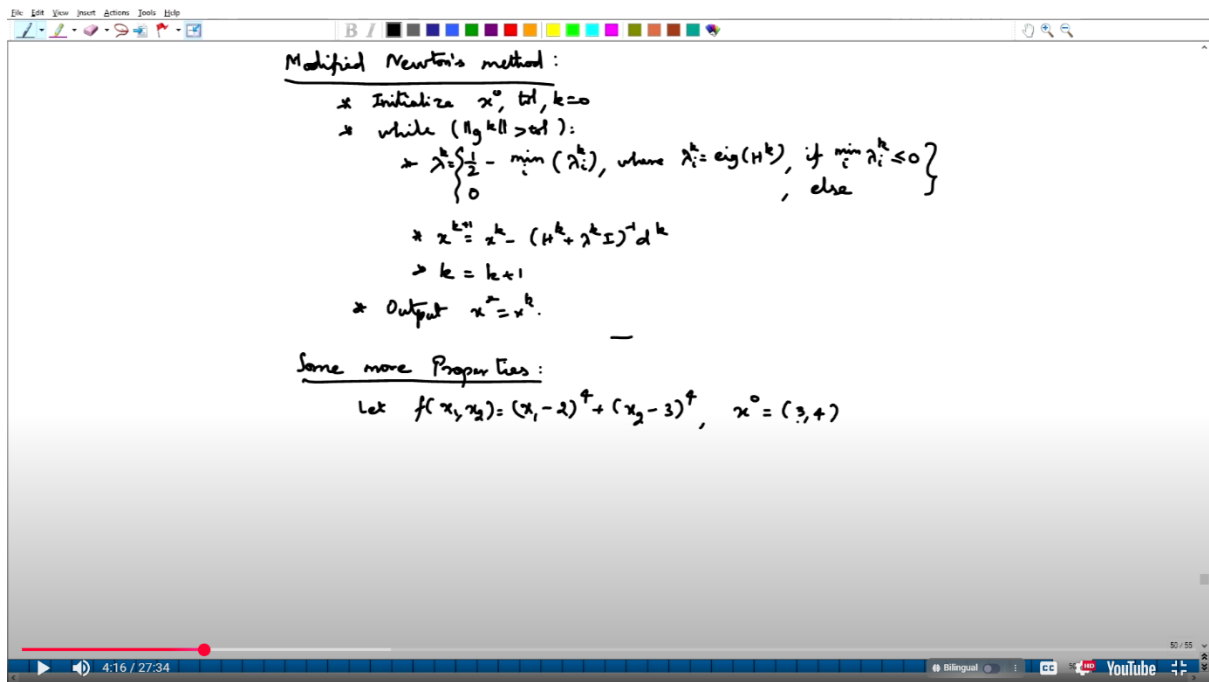 File Edit View Insert Actions Tools Help
B I
Modified Newton's method :
* Initialize x⁰, tol, k=0
* while (||gᵏ|| > tol ) :
* λᵏ = { 1/2 - min_i (λᵢᵏ), where λᵢᵏ = eig(Hᵏ), if min_i λᵢᵏ ≤ 0 }
0 , else
* xᵏ⁺¹ = xᵏ - (Hᵏ + λᵏI)⁻¹ dᵏ
> k = k+1
* Output x* = xᵏ.
Some more Properties :
Let f(x₁,x₂) = (x₁-2)⁴ + (x₂-3)⁴, x⁰ = (3,4)
50 / 55
4:16 / 27:34
Bilingual
CC
HD
YouTube